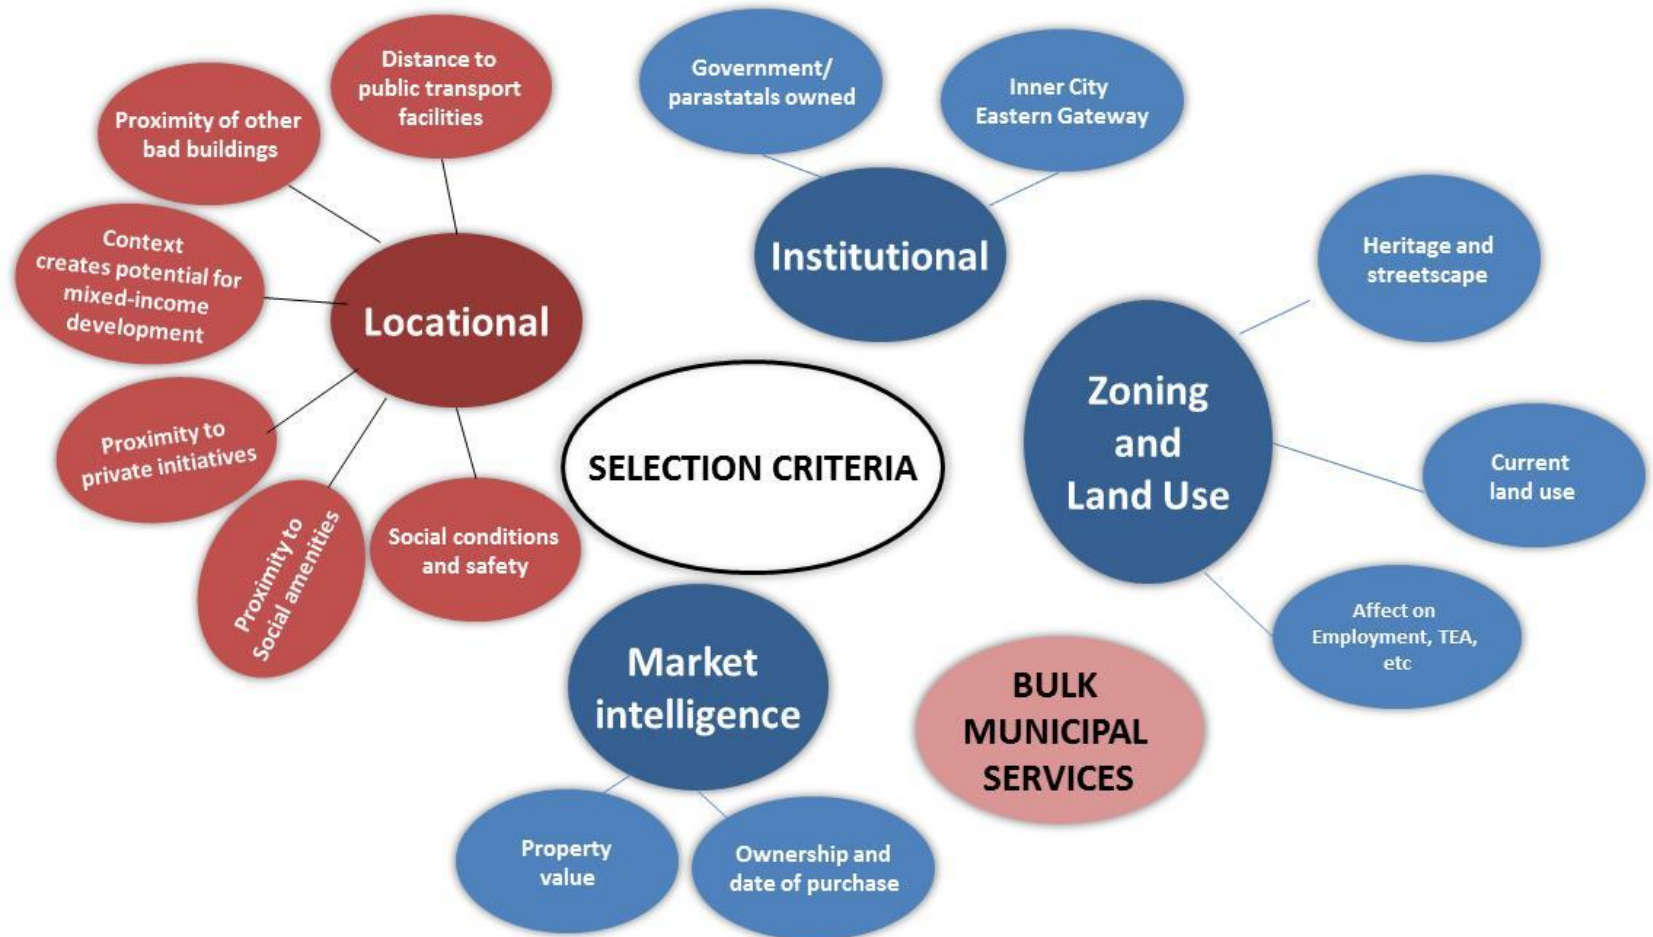 Distance to
public transport
facilities
Proximity of other
bad buildings
Context
creates potential for
mixed-income
development
Proximity to
private initiatives
Proximity to
Social amenities
Social conditions
and safety
Locational
Government/
parastatals owned
Inner City
Eastern Gateway
Institutional
SELECTION CRITERIA
Heritage and
streetscape
Zoning
and
Land Use
Current
land use
Affect on
Employment, TEA,
etc
Market
intelligence
Property
value
Ownership and
date of purchase
BULK
MUNICIPAL
SERVICES